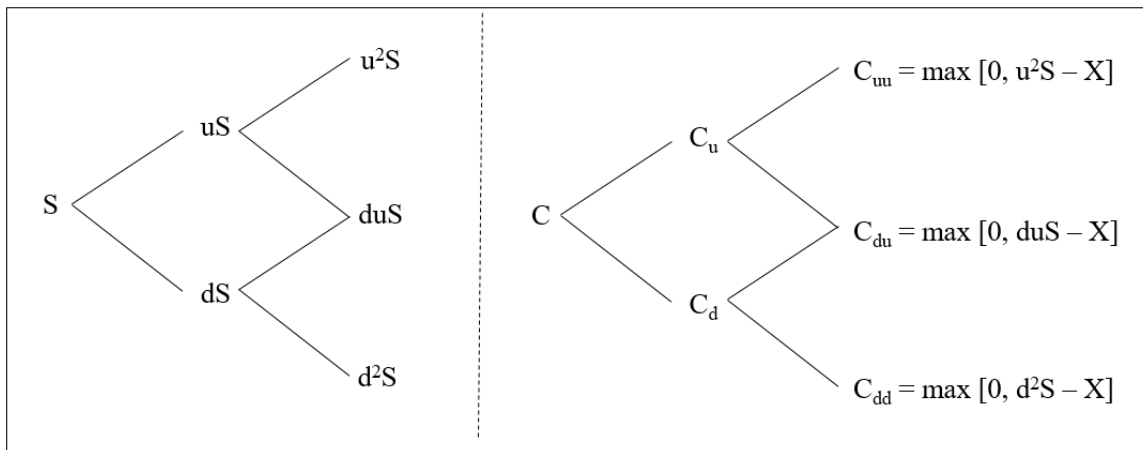 u²S
uS
S
duS
dS
d²S
C_uu = max [0, u²S – X]
C_u
C
C_du = max [0, duS – X]
C_d
C_dd = max [0, d²S – X]